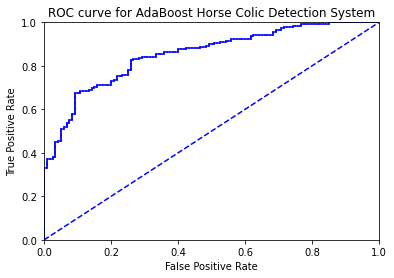 ROC curve for AdaBoost Horse Colic Detection System
1.0
0.8
0.6
0.4
0.2
0.0
True Positive Rate
0.0 0.2 0.4 0.6 0.8 1.0
False Positive Rate